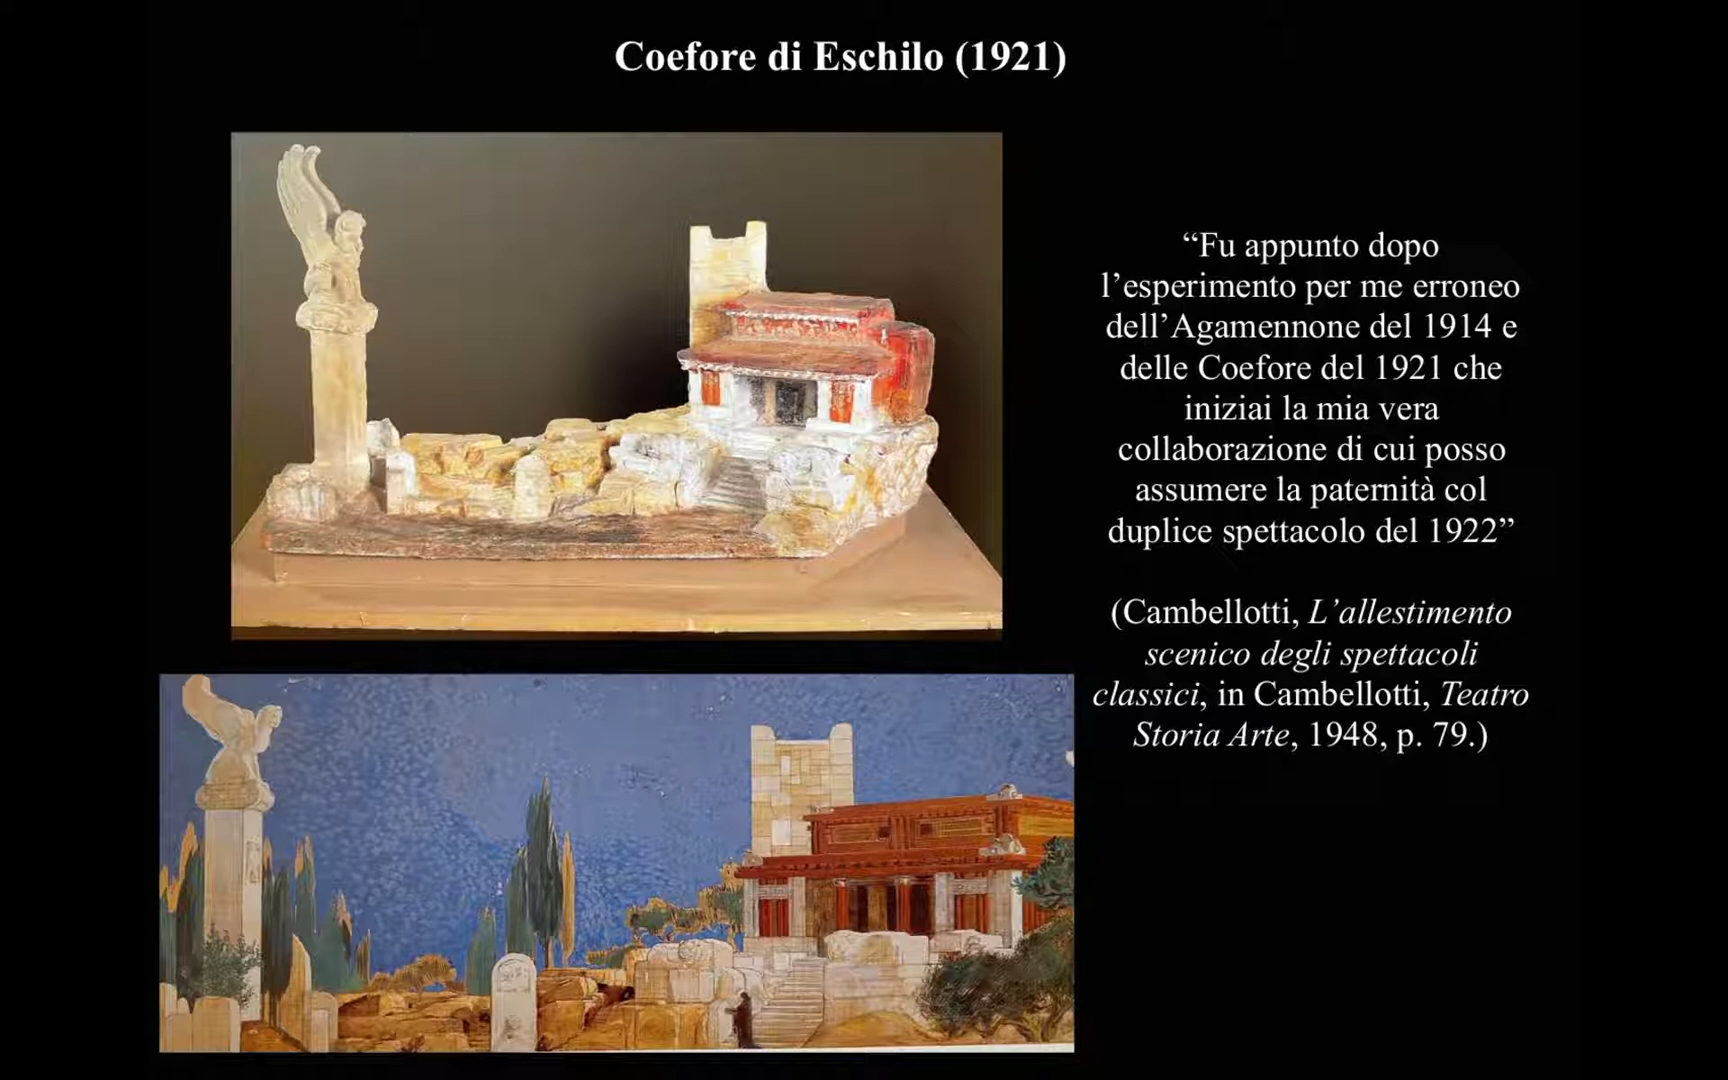 Coefore di Eschilo (1921)
“Fu appunto dopo
l’esperimento per me erroneo
dell’Agamennone del 1914 e
delle Coefore del 1921 che
iniziai la mia vera
collaborazione di cui posso
assumere la paternità col
duplice spettacolo del 1922”
(Cambellotti, L’allestimento
scenico degli spettacoli
classici, in Cambellotti, Teatro
Storia Arte, 1948, p. 79.)